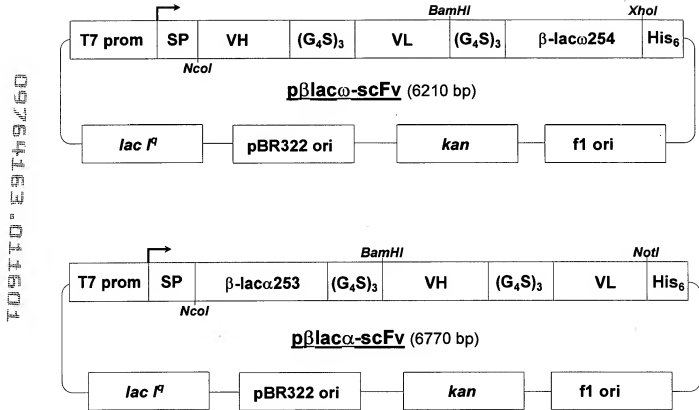 BamHI XhoI
T7 prom SP VH (G₄S)₃ VL (G₄S)₃ β-lacω254 His₆
NcoI
pβlacω-scFv (6210 bp)
lac Iq pBR322 ori kan f1 ori
BamHI NotI
T7 prom SP β-lacα253 (G₄S)₃ VH (G₄S)₃ VL His₆
NcoI
pβlacα-scFv (6770 bp)
lac Iq pBR322 ori kan f1 ori